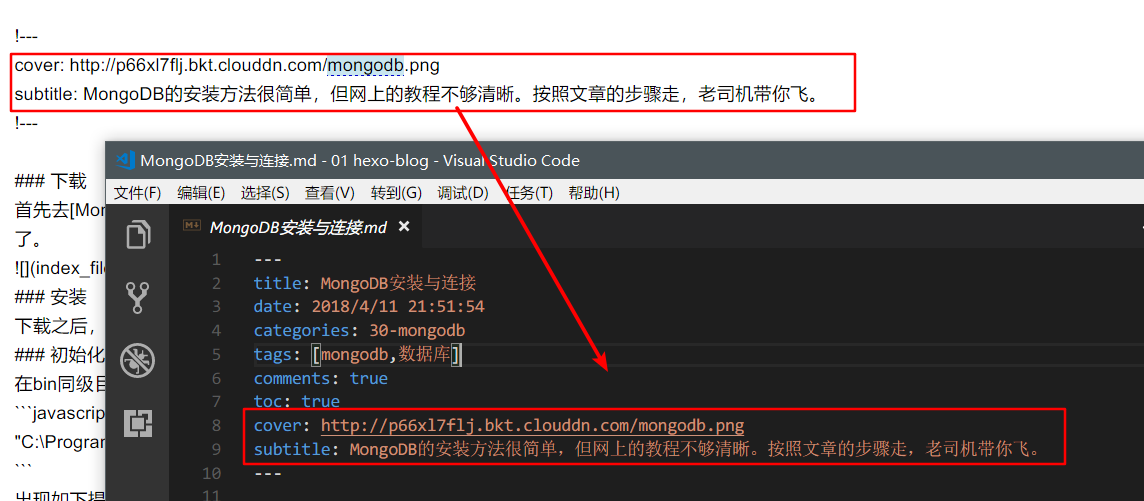 !---
cover: http://p66xl7flj.bkt.clouddn.com/mongodb.png
subtitle: MongoDB的安装方法很简单，但网上的教程不够清晰。按照文章的步骤走，老司机带你飞。
!---
### 下载
首先去[Mon
了。
![](index_file
### 安装
下载之后，
### 初始化
在bin同级目
```javascrip
"C:\Program
```
出现如下提
MongoDB安装与连接.md - 01 hexo-blog - Visual Studio Code
文件(F) 编辑(E) 选择(S) 查看(V) 转到(G) 调试(D) 任务(T) 帮助(H)
MongoDB安装与连接.md ×
1 ---
2 title: MongoDB安装与连接
3 date: 2018/4/11 21:51:54
4 categories: 30-mongodb
5 tags: [mongodb,数据库]
6 comments: true
7 toc: true
8 cover: http://p66xl7flj.bkt.clouddn.com/mongodb.png
9 subtitle: MongoDB的安装方法很简单，但网上的教程不够清晰。按照文章的步骤走，老司机带你飞。
10 ---
11